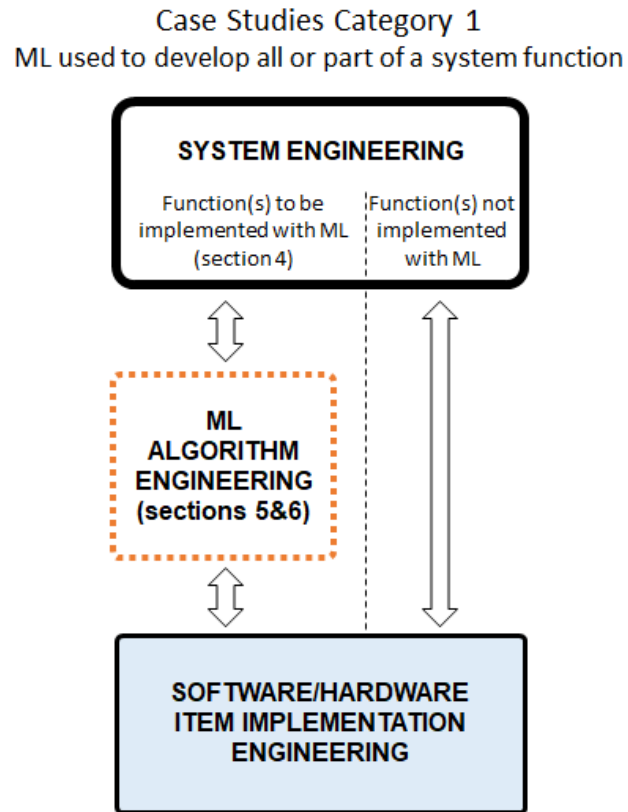 Case Studies Category 1
ML used to develop all or part of a system function
SYSTEM ENGINEERING
Function(s) to be
implemented with ML
(section 4)
Function(s) not
implemented
with ML
ML
ALGORITHM
ENGINEERING
(sections 5&6)
SOFTWARE/HARDWARE
ITEM IMPLEMENTATION
ENGINEERING